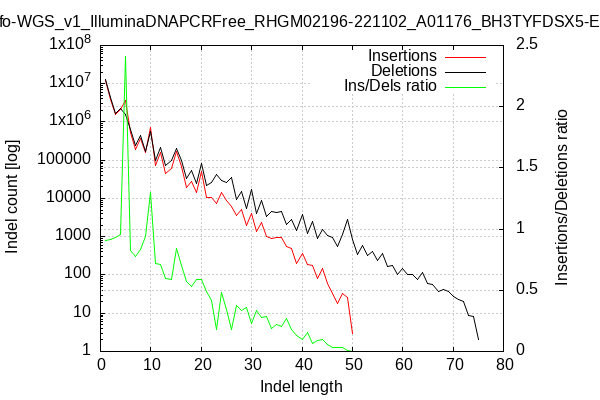 fo-WGS_v1_IlluminaDNAPCRFree_RHGM02196-221102_A01176_BH3TYFDSX5-E
Insertions
Deletions
Ins/Dels ratio
Indel count [log]
1x10^8
1x10^7
1x10^6
100000
10000
1000
100
10
1
2.5
2
1.5
1
0.5
0
Insertions/Deletions ratio
0 10 20 30 40 50 60 70 80
Indel length